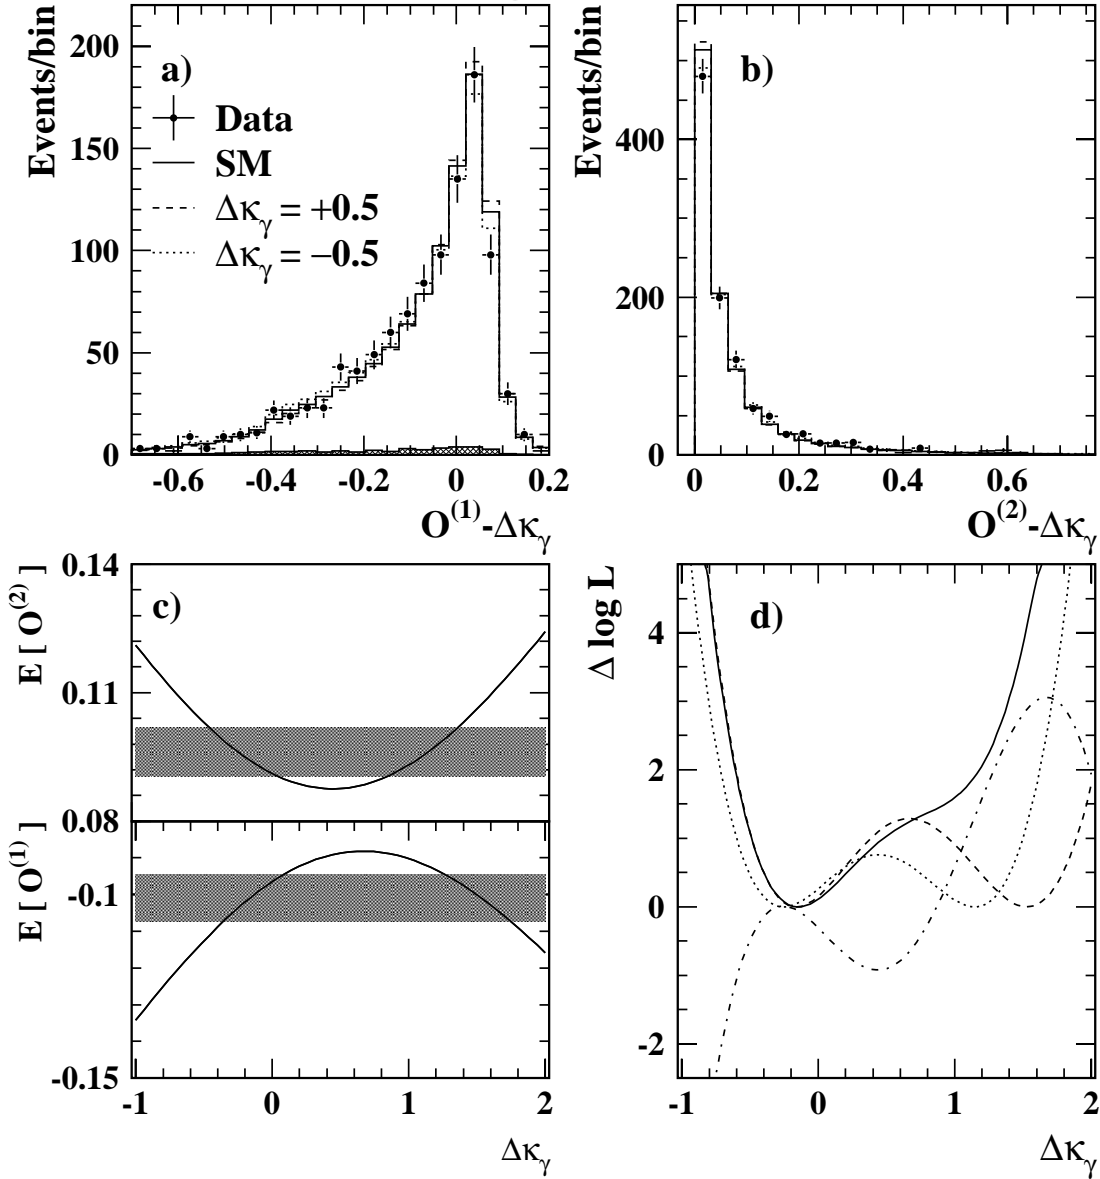 Events/bin
200
150
100
50
0
a)
Data
SM
Δκγ = +0.5
Δκγ = −0.5
-0.6
-0.4
-0.2
0
0.2
O(1)-Δκγ
Events/bin
400
200
0
b)
0
0.2
0.4
0.6
O(2)-Δκγ
E [ O(2) ]
0.14
0.11
0.08
c)
E [ O(1) ]
-0.1
-0.15
-1
0
1
2
Δκγ
Δ log L
4
2
0
-2
d)
-1
0
1
2
Δκγ